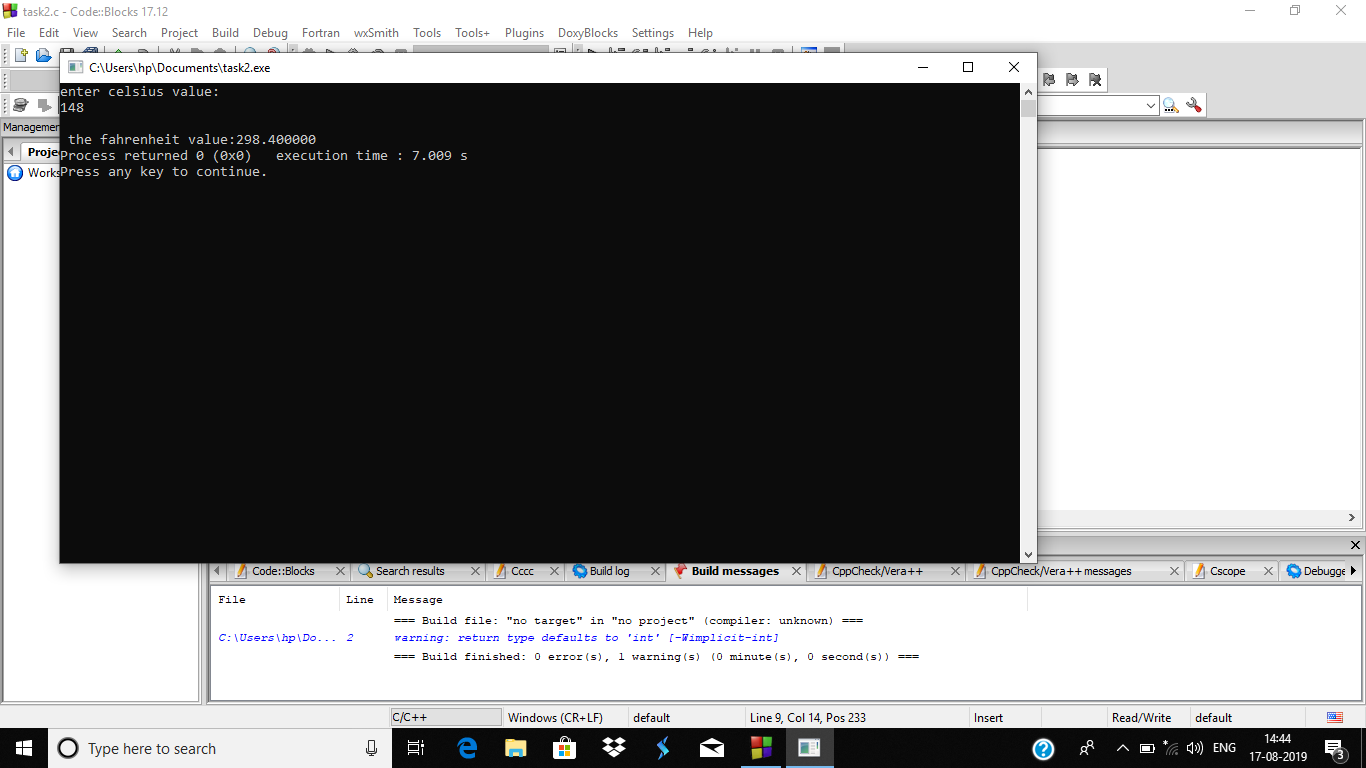 task2.c - Code::Blocks 17.12
File Edit View Search Project Build Debug Fortran wxSmith Tools Tools+ Plugins DoxyBlocks Settings Help
C:\Users\hp\Documents\task2.exe
enter celsius value:
148
the fahrenheit value:298.400000
Process returned 0 (0x0)   execution time : 7.009 s
Press any key to continue.
Managemen
Proje
Works
Code::Blocks Search results Cccc Build log Build messages CppCheck/Vera++ CppCheck/Vera++ messages Cscope Debugge
File Line Message
=== Build file: "no target" in "no project" (compiler: unknown) ===
C:\Users\hp\Do... 2 warning: return type defaults to 'int' [-Wimplicit-int]
=== Build finished: 0 error(s), 1 warning(s) (0 minute(s), 0 second(s)) ===
C/C++ Windows (CR+LF) default Line 9, Col 14, Pos 233 Insert Read/Write default
Type here to search
ENG
14:44
17-08-2019
3